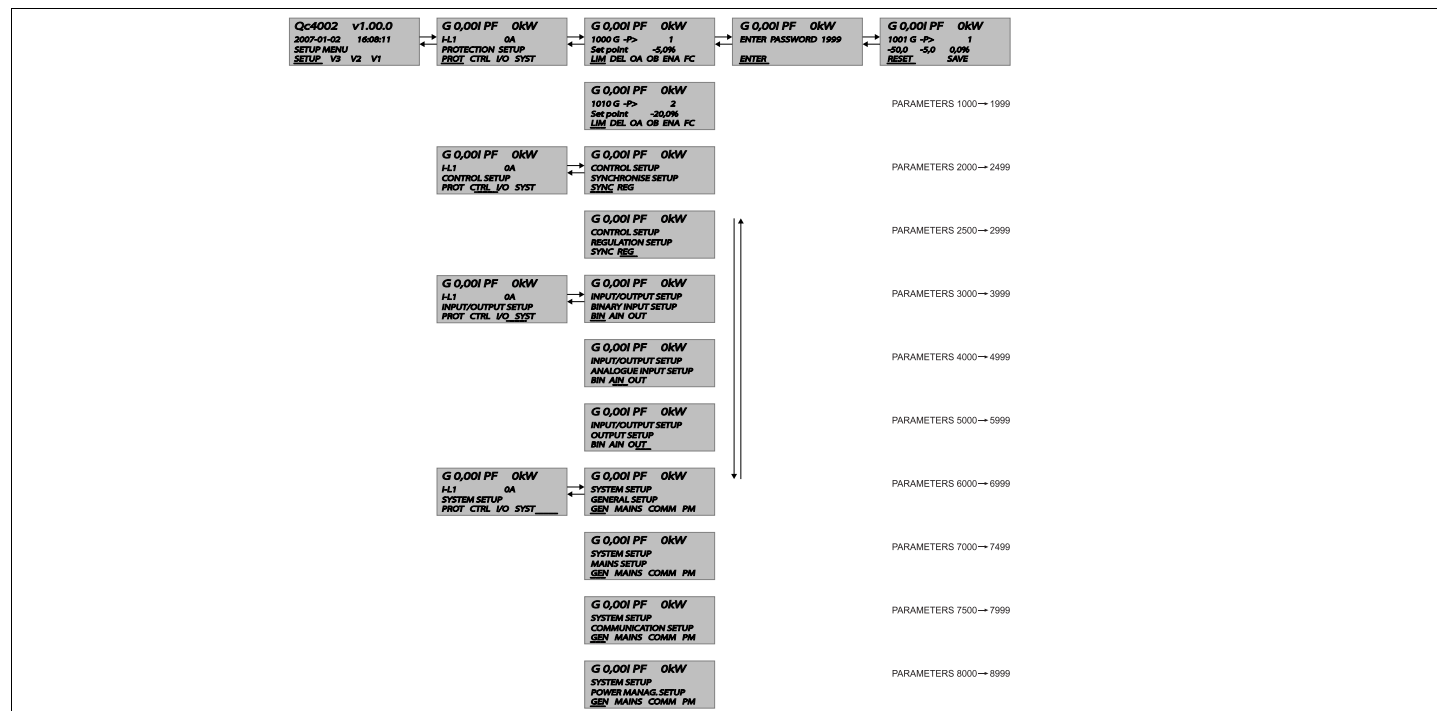 Qc4002 v1.00.0
2007-01-02 16:08:11
SETUP MENU
SETUP V3 V2 V1
G 0,00I PF 0kW
I-L1 0A
PROTECTION SETUP
PROT CTRL I/O SYST
G 0,00I PF 0kW
1000 G -P> 1
Set point -5,0%
LIM DEL OA OB ENA FC
G 0,00I PF 0kW
ENTER PASSWORD 1999
ENTER
G 0,00I PF 0kW
1001 G -P> 1
-50,0 -5,0 0,0%
RESET SAVE
G 0,00I PF 0kW
1010 G -P> 2
Set point -20,0%
LIM DEL OA OB ENA FC
PARAMETERS 1000→1999
G 0,00I PF 0kW
I-L1 0A
CONTROL SETUP
PROT CTRL I/O SYST
G 0,00I PF 0kW
CONTROL SETUP
SYNCHRONISE SETUP
SYNC REG
PARAMETERS 2000→2499
G 0,00I PF 0kW
CONTROL SETUP
REGULATION SETUP
SYNC REG
PARAMETERS 2500→2999
G 0,00I PF 0kW
I-L1 0A
INPUT/OUTPUT SETUP
PROT CTRL I/O SYST
G 0,00I PF 0kW
INPUT/OUTPUT SETUP
BINARY INPUT SETUP
BIN AIN OUT
PARAMETERS 3000→3999
G 0,00I PF 0kW
INPUT/OUTPUT SETUP
ANALOGUE INPUT SETUP
BIN AIN OUT
PARAMETERS 4000→4999
G 0,00I PF 0kW
INPUT/OUTPUT SETUP
OUTPUT SETUP
BIN AIN OUT
PARAMETERS 5000→5999
G 0,00I PF 0kW
I-L1 0A
SYSTEM SETUP
PROT CTRL I/O SYST
G 0,00I PF 0kW
SYSTEM SETUP
GENERAL SETUP
GEN MAINS COMM PM
PARAMETERS 6000→6999
G 0,00I PF 0kW
SYSTEM SETUP
MAINS SETUP
GEN MAINS COMM PM
PARAMETERS 7000→7499
G 0,00I PF 0kW
SYSTEM SETUP
COMMUNICATION SETUP
GEN MAINS COMM PM
PARAMETERS 7500→7999
G 0,00I PF 0kW
SYSTEM SETUP
POWER MANAG. SETUP
GEN MAINS COMM PM
PARAMETERS 8000→8999